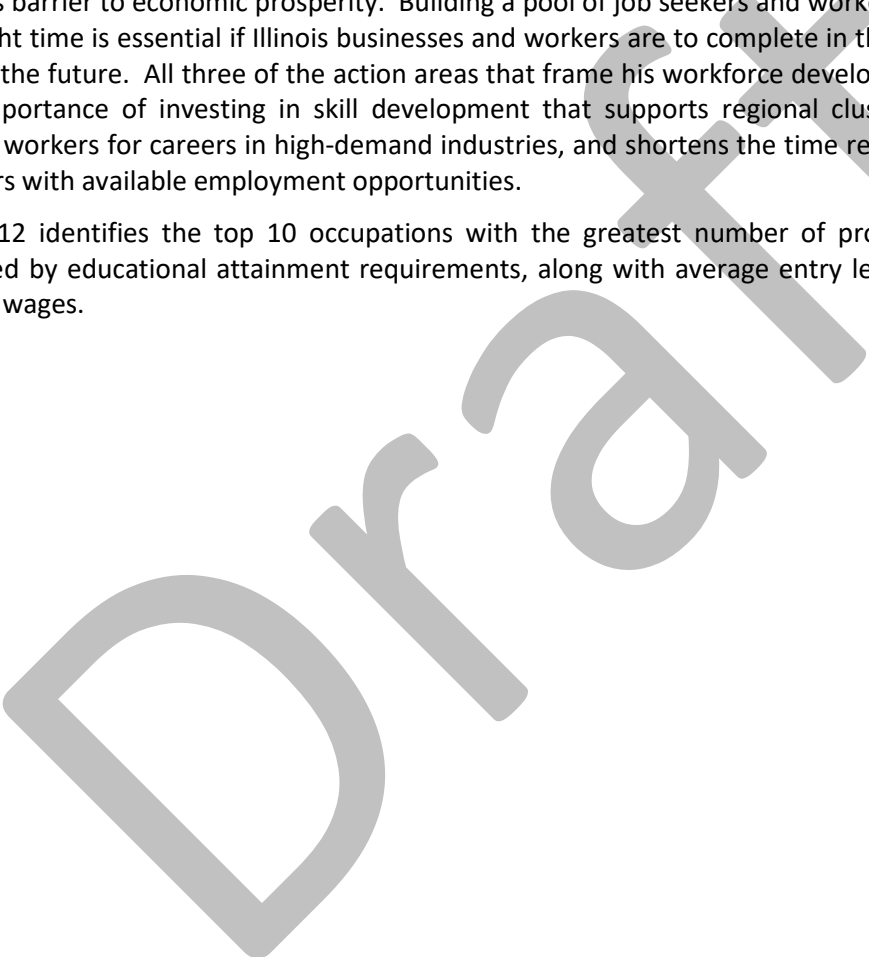 s barrier to economic prosperity. Building a pool of job seekers and worke
ht time is essential if Illinois businesses and workers are to complete in th
the future. All three of the action areas that frame his workforce develo
portance of investing in skill development that supports regional clus
workers for careers in high-demand industries, and shortens the time re
rs with available employment opportunities.
12 identifies the top 10 occupations with the greatest number of pro
ed by educational attainment requirements, along with average entry le
wages.
Draft